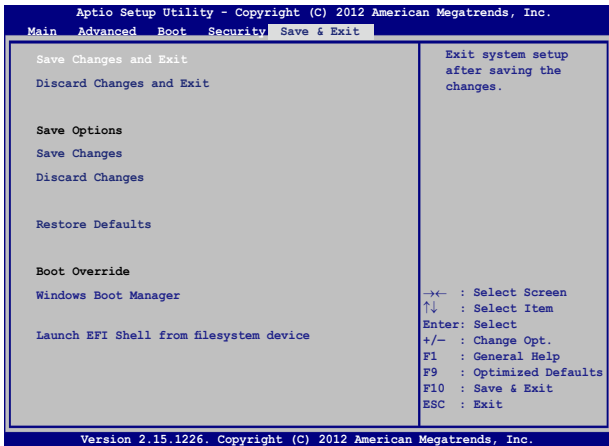 Aptio Setup Utility - Copyright (C) 2012 American Megatrends, Inc.
Main Advanced Boot Security Save & Exit
Save Changes and Exit
Discard Changes and Exit
Save Options
Save Changes
Discard Changes
Restore Defaults
Boot Override
Windows Boot Manager
Launch EFI Shell from filesystem device
Exit system setup
after saving the
changes.
→← : Select Screen
↑↓ : Select Item
Enter: Select
+/— : Change Opt.
F1 : General Help
F9 : Optimized Defaults
F10 : Save & Exit
ESC : Exit
Version 2.15.1226. Copyright (C) 2012 American Megatrends, Inc.